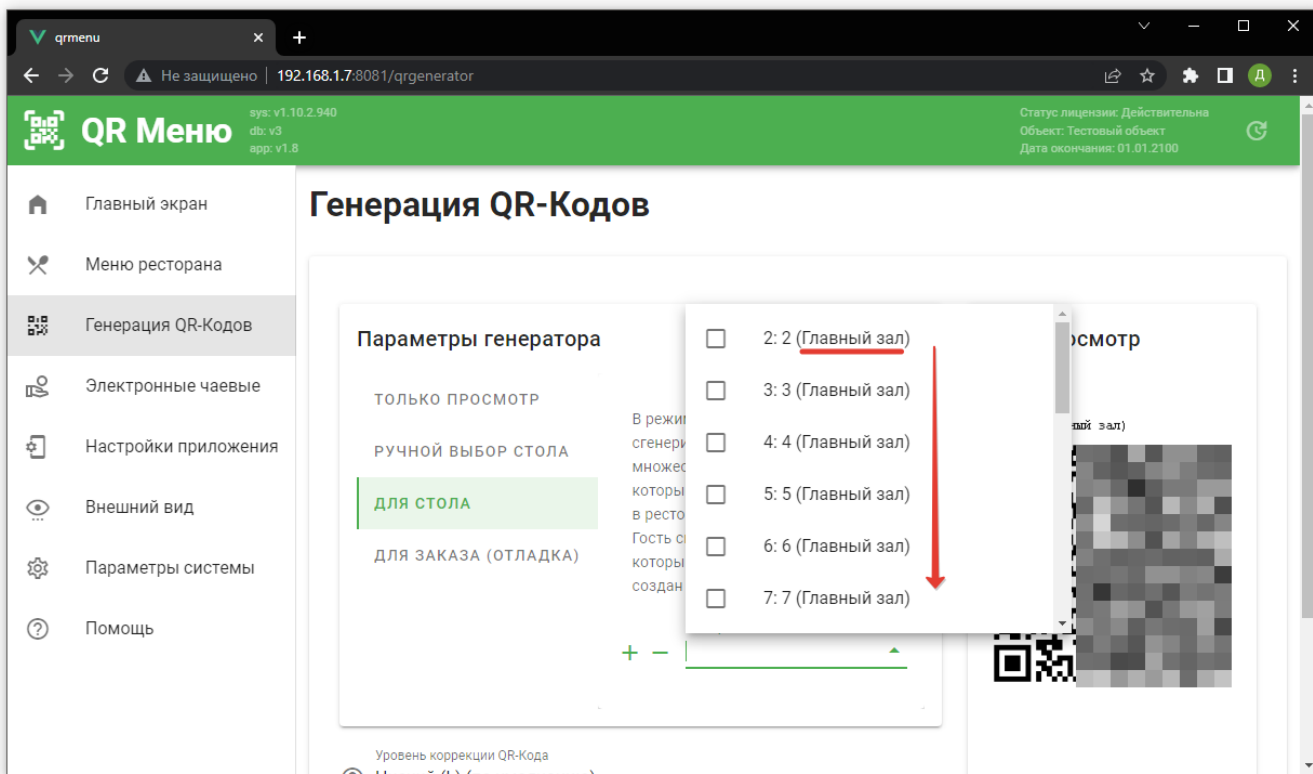 qrmenu
Не защищено 192.168.1.7:8081/qrgenerator
Д
QR Меню
sys: v1.10.2.940
db: v3
app: v1.8
Статус лицензии: Действительна
Объект: Тестовый объект
Дата окончания: 01.01.2100
Главный экран
Меню ресторана
Генерация QR-Кодов
Электронные чаевые
Настройки приложения
Внешний вид
Параметры системы
Помощь
Генерация QR-Кодов
Параметры генератора
ТОЛЬКО ПРОСМОТР
РУЧНОЙ ВЫБОР СТОЛА
ДЛЯ СТОЛА
ДЛЯ ЗАКАЗА (ОТЛАДКА)
В режи
сгенери
множес
которы
в ресто
Гость с
которы
создан
2: 2 (Главный зал)
3: 3 (Главный зал)
4: 4 (Главный зал)
5: 5 (Главный зал)
6: 6 (Главный зал)
7: 7 (Главный зал)
осмотр
ый зал)
Уровень коррекции QR-Кода